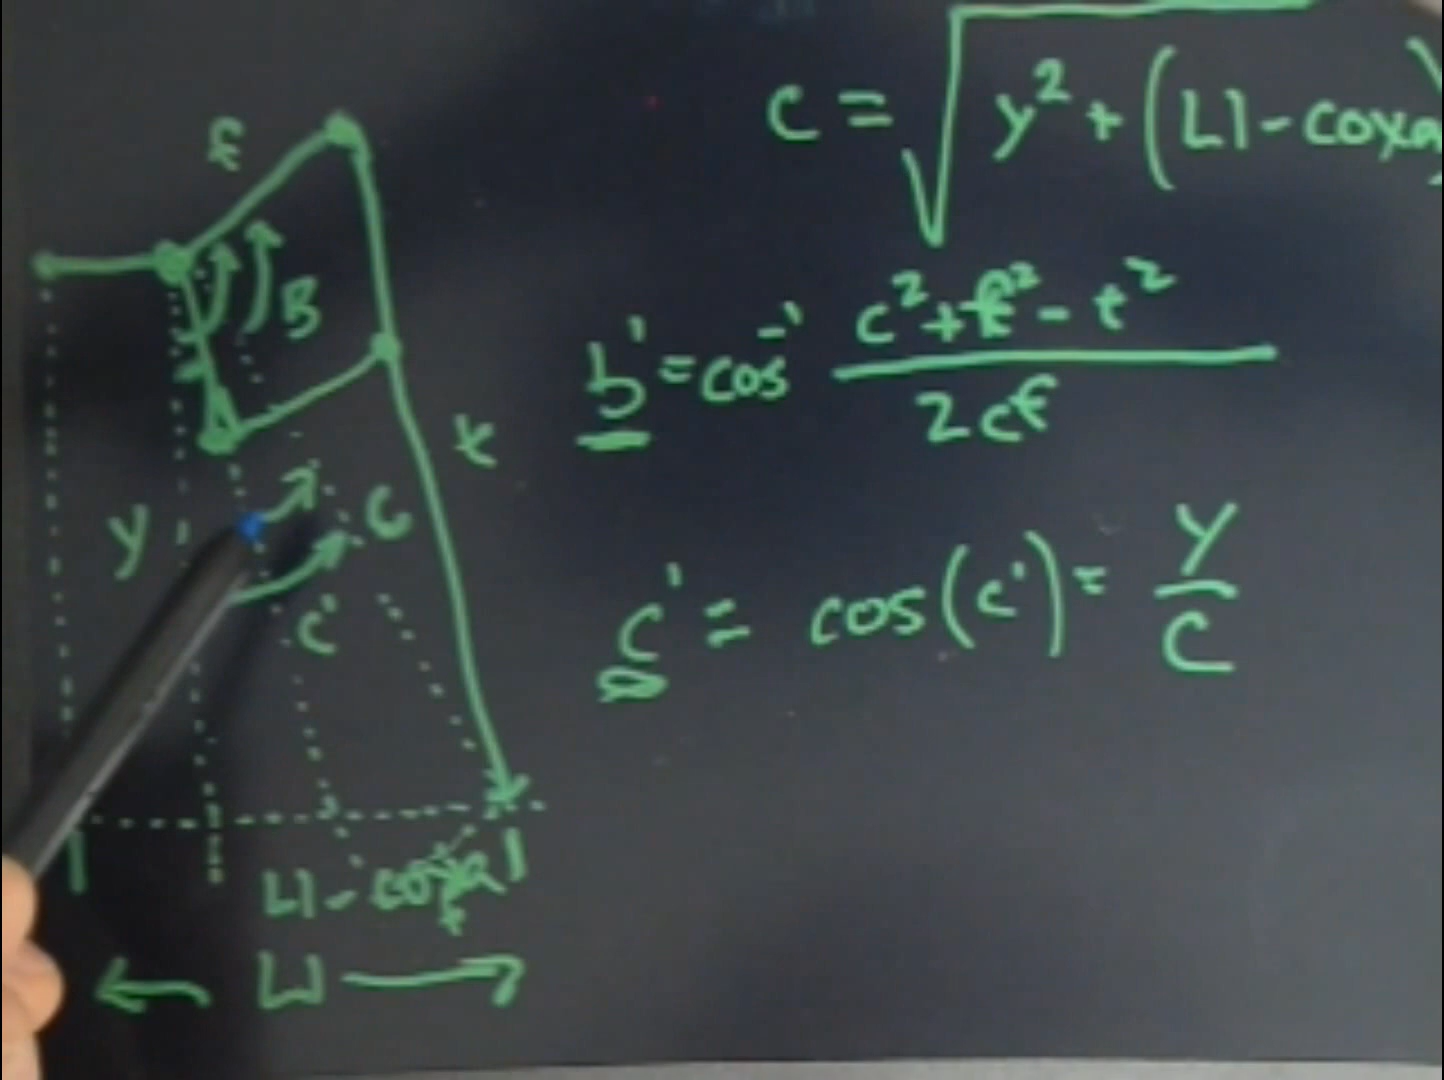 c = √ y² + (L1 - coxa)
f
B
b' = cos⁻¹ c² + f² - t² / 2cf
t
y
c
c'
c' = cos(c') = y / c
L1 - coxa
L1